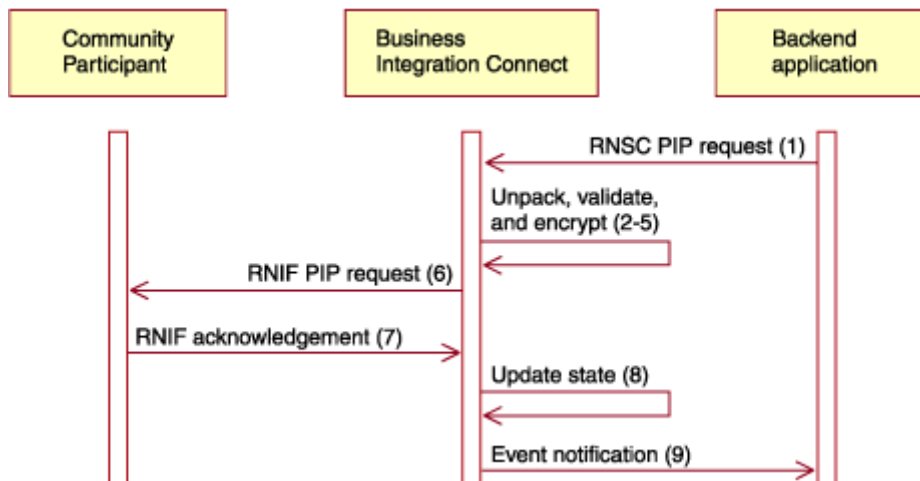 Community
Participant
Business
Integration Connect
Backend
application
RNSC PIP request (1)
Unpack, validate,
and encrypt (2-5)
RNIF PIP request (6)
RNIF acknowledgement (7)
Update state (8)
Event notification (9)